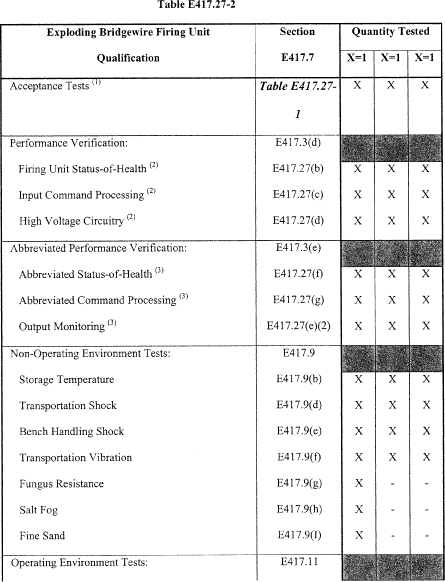 Table E417.27-2
Exploding Bridgewire Firing Unit Section Quantity Tested
Qualification E417.7 X=1 X=1 X=1
Acceptance Tests (1) Table E417.27-1 X X X
Performance Verification: E417.3(d)
Firing Unit Status-of-Health (2) E417.27(b) X X X
Input Command Processing (2) E417.27(c) X X X
High Voltage Circuitry (2) E417.27(d) X X X
Abbreviated Performance Verification: E417.3(e)
Abbreviated Status-of-Health (3) E417.27(f) X X X
Abbreviated Command Processing (3) E417.27(g) X X X
Output Monitoring (3) E417.27(e)(2) X X X
Non-Operating Environment Tests: E417.9
Storage Temperature E417.9(b) X X X
Transportation Shock E417.9(d) X X X
Bench Handling Shock E417.9(e) X X X
Transportation Vibration E417.9(f) X X X
Fungus Resistance E417.9(g) X - -
Salt Fog E417.9(h) X - -
Fine Sand E417.9(I) X - -
Operating Environment Tests: E417.11